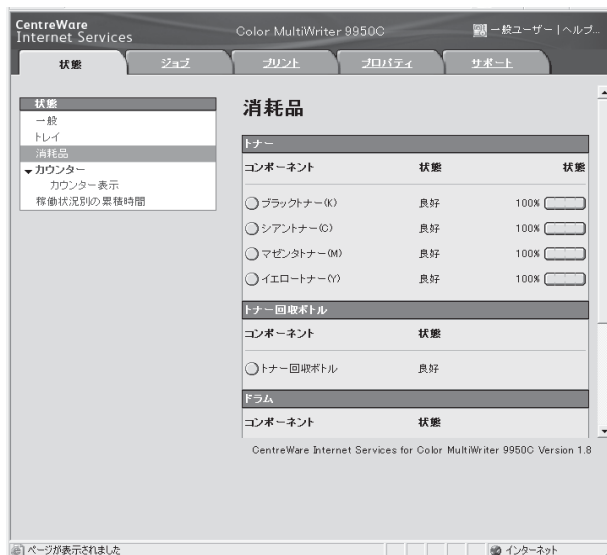 CentreWare
Internet Services
Color MultiWriter 9950C
一般ユーザー | ヘルプ...
状態 ジョブ プリント プロパティ サポート
状態
一般
トレイ
消耗品
カウンター
カウンター表示
稼働状況別の累積時間
消耗品
トナー
コンポーネント 状態 状態
ブラックトナー(K) 良好 100%
シアントナー(C) 良好 100%
マゼンタトナー(M) 良好 100%
イエロートナー(Y) 良好 100%
トナー回収ボトル
コンポーネント 状態
トナー回収ボトル 良好
ドラム
コンポーネント 状態
CentreWare Internet Services for Color MultiWriter 9950C Version 1.8
ページが表示されました インターネット